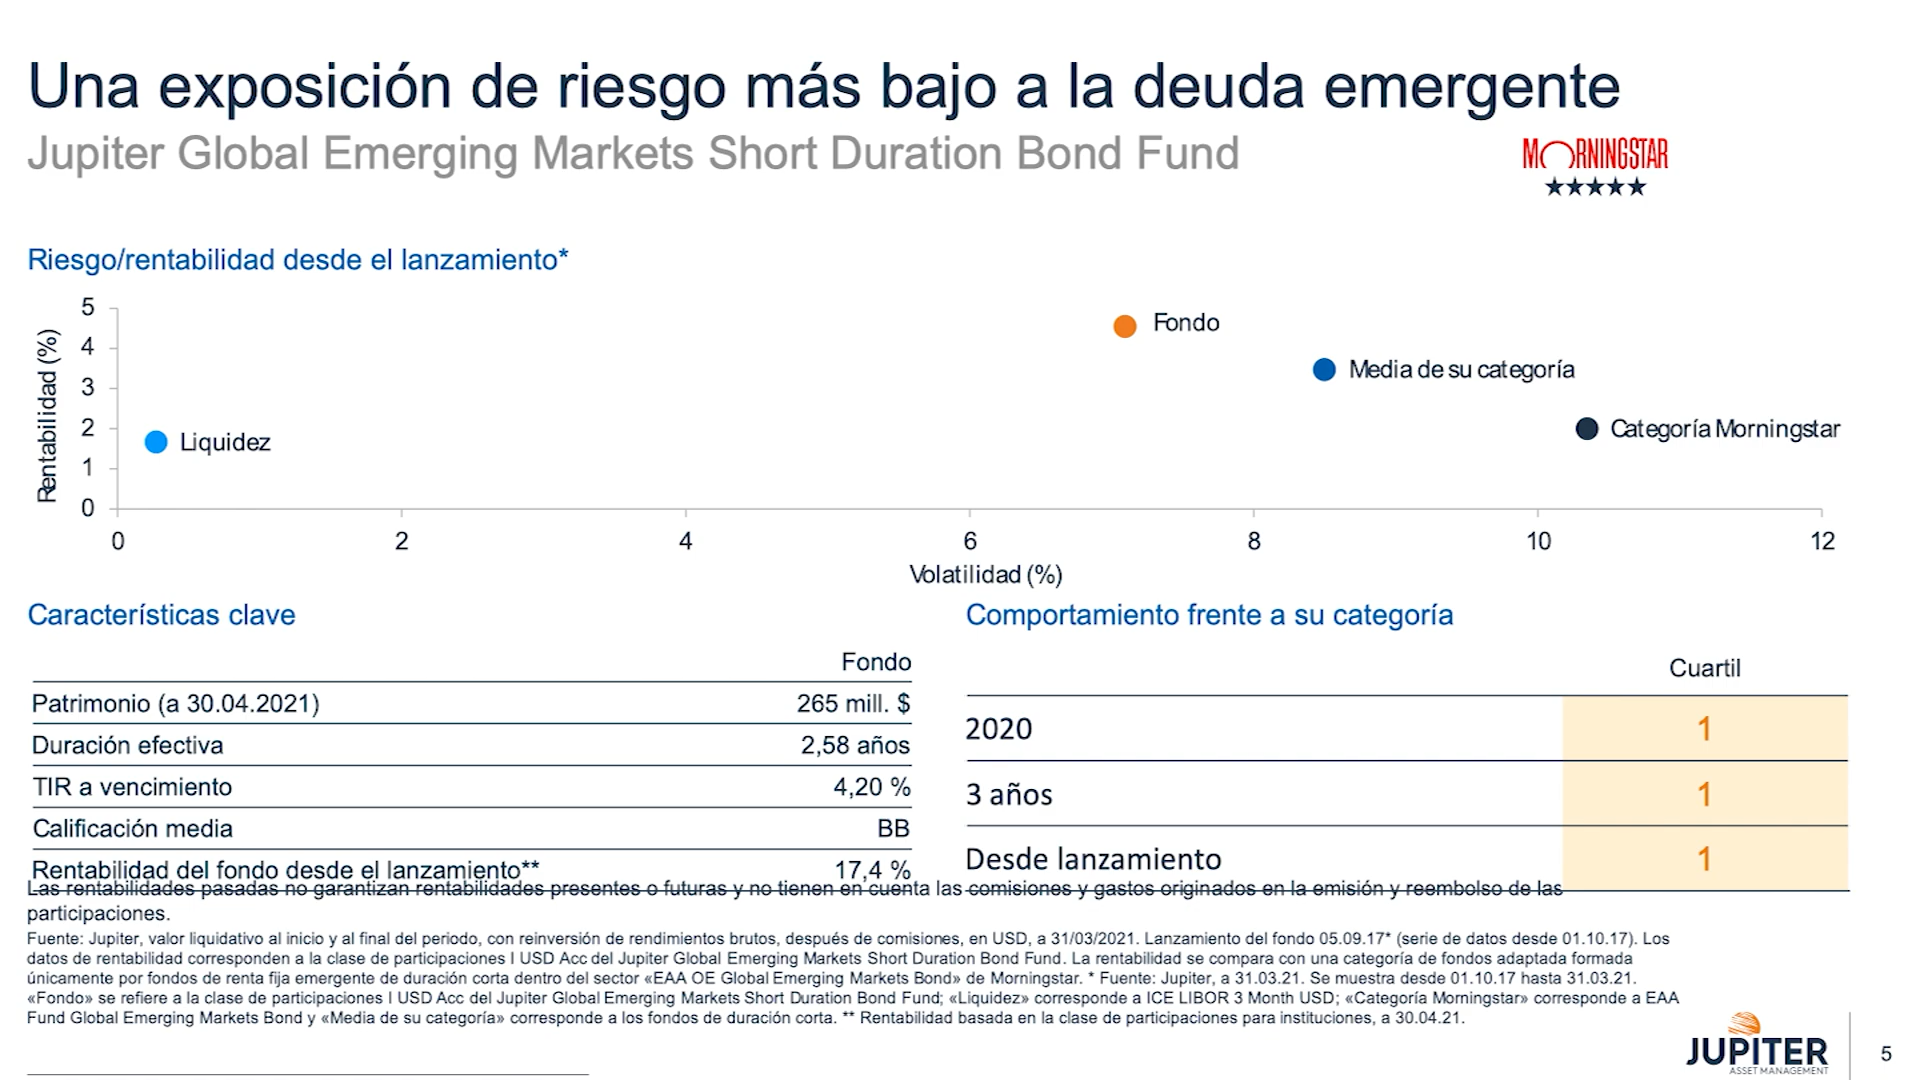 Una exposición de riesgo más bajo a la deuda emergente
Jupiter Global Emerging Markets Short Duration Bond Fund
MORNINGSTAR
★★★★★
Riesgo/rentabilidad desde el lanzamiento*
Rentabilidad (%)
5
4
3
2
1
0
Fondo
Media de su categoría
Categoría Morningstar
Liquidez
0 2 4 6 8 10 12
Volatilidad (%)
Características clave
Fondo
Patrimonio (a 30.04.2021) 265 mill. $
Duración efectiva 2,58 años
TIR a vencimiento 4,20 %
Calificación media BB
Rentabilidad del fondo desde el lanzamiento** 17,4 %
Comportamiento frente a su categoría
Cuartil
2020 1
3 años 1
Desde lanzamiento 1
Las rentabilidades pasadas no garantizan rentabilidades presentes o futuras y no tienen en cuenta las comisiones y gastos originados en la emisión y reembolso de las
participaciones.
Fuente: Jupiter, valor liquidativo al inicio y al final del periodo, con reinversión de rendimientos brutos, después de comisiones, en USD, a 31/03/2021. Lanzamiento del fondo 05.09.17* (serie de datos desde 01.10.17). Los
datos de rentabilidad corresponden a la clase de participaciones I USD Acc del Jupiter Global Emerging Markets Short Duration Bond Fund. La rentabilidad se compara con una categoría de fondos adaptada formada
únicamente por fondos de renta fija emergente de duración corta dentro del sector «EAA OE Global Emerging Markets Bond» de Morningstar. * Fuente: Jupiter, a 31.03.21. Se muestra desde 01.10.17 hasta 31.03.21.
«Fondo» se refiere a la clase de participaciones I USD Acc del Jupiter Global Emerging Markets Short Duration Bond Fund; «Liquidez» corresponde a ICE LIBOR 3 Month USD; «Categoría Morningstar» corresponde a EAA
Fund Global Emerging Markets Bond y «Media de su categoría» corresponde a los fondos de duración corta. ** Rentabilidad basada en la clase de participaciones para instituciones, a 30.04.21.
JUPITER
ASSET MANAGEMENT
5